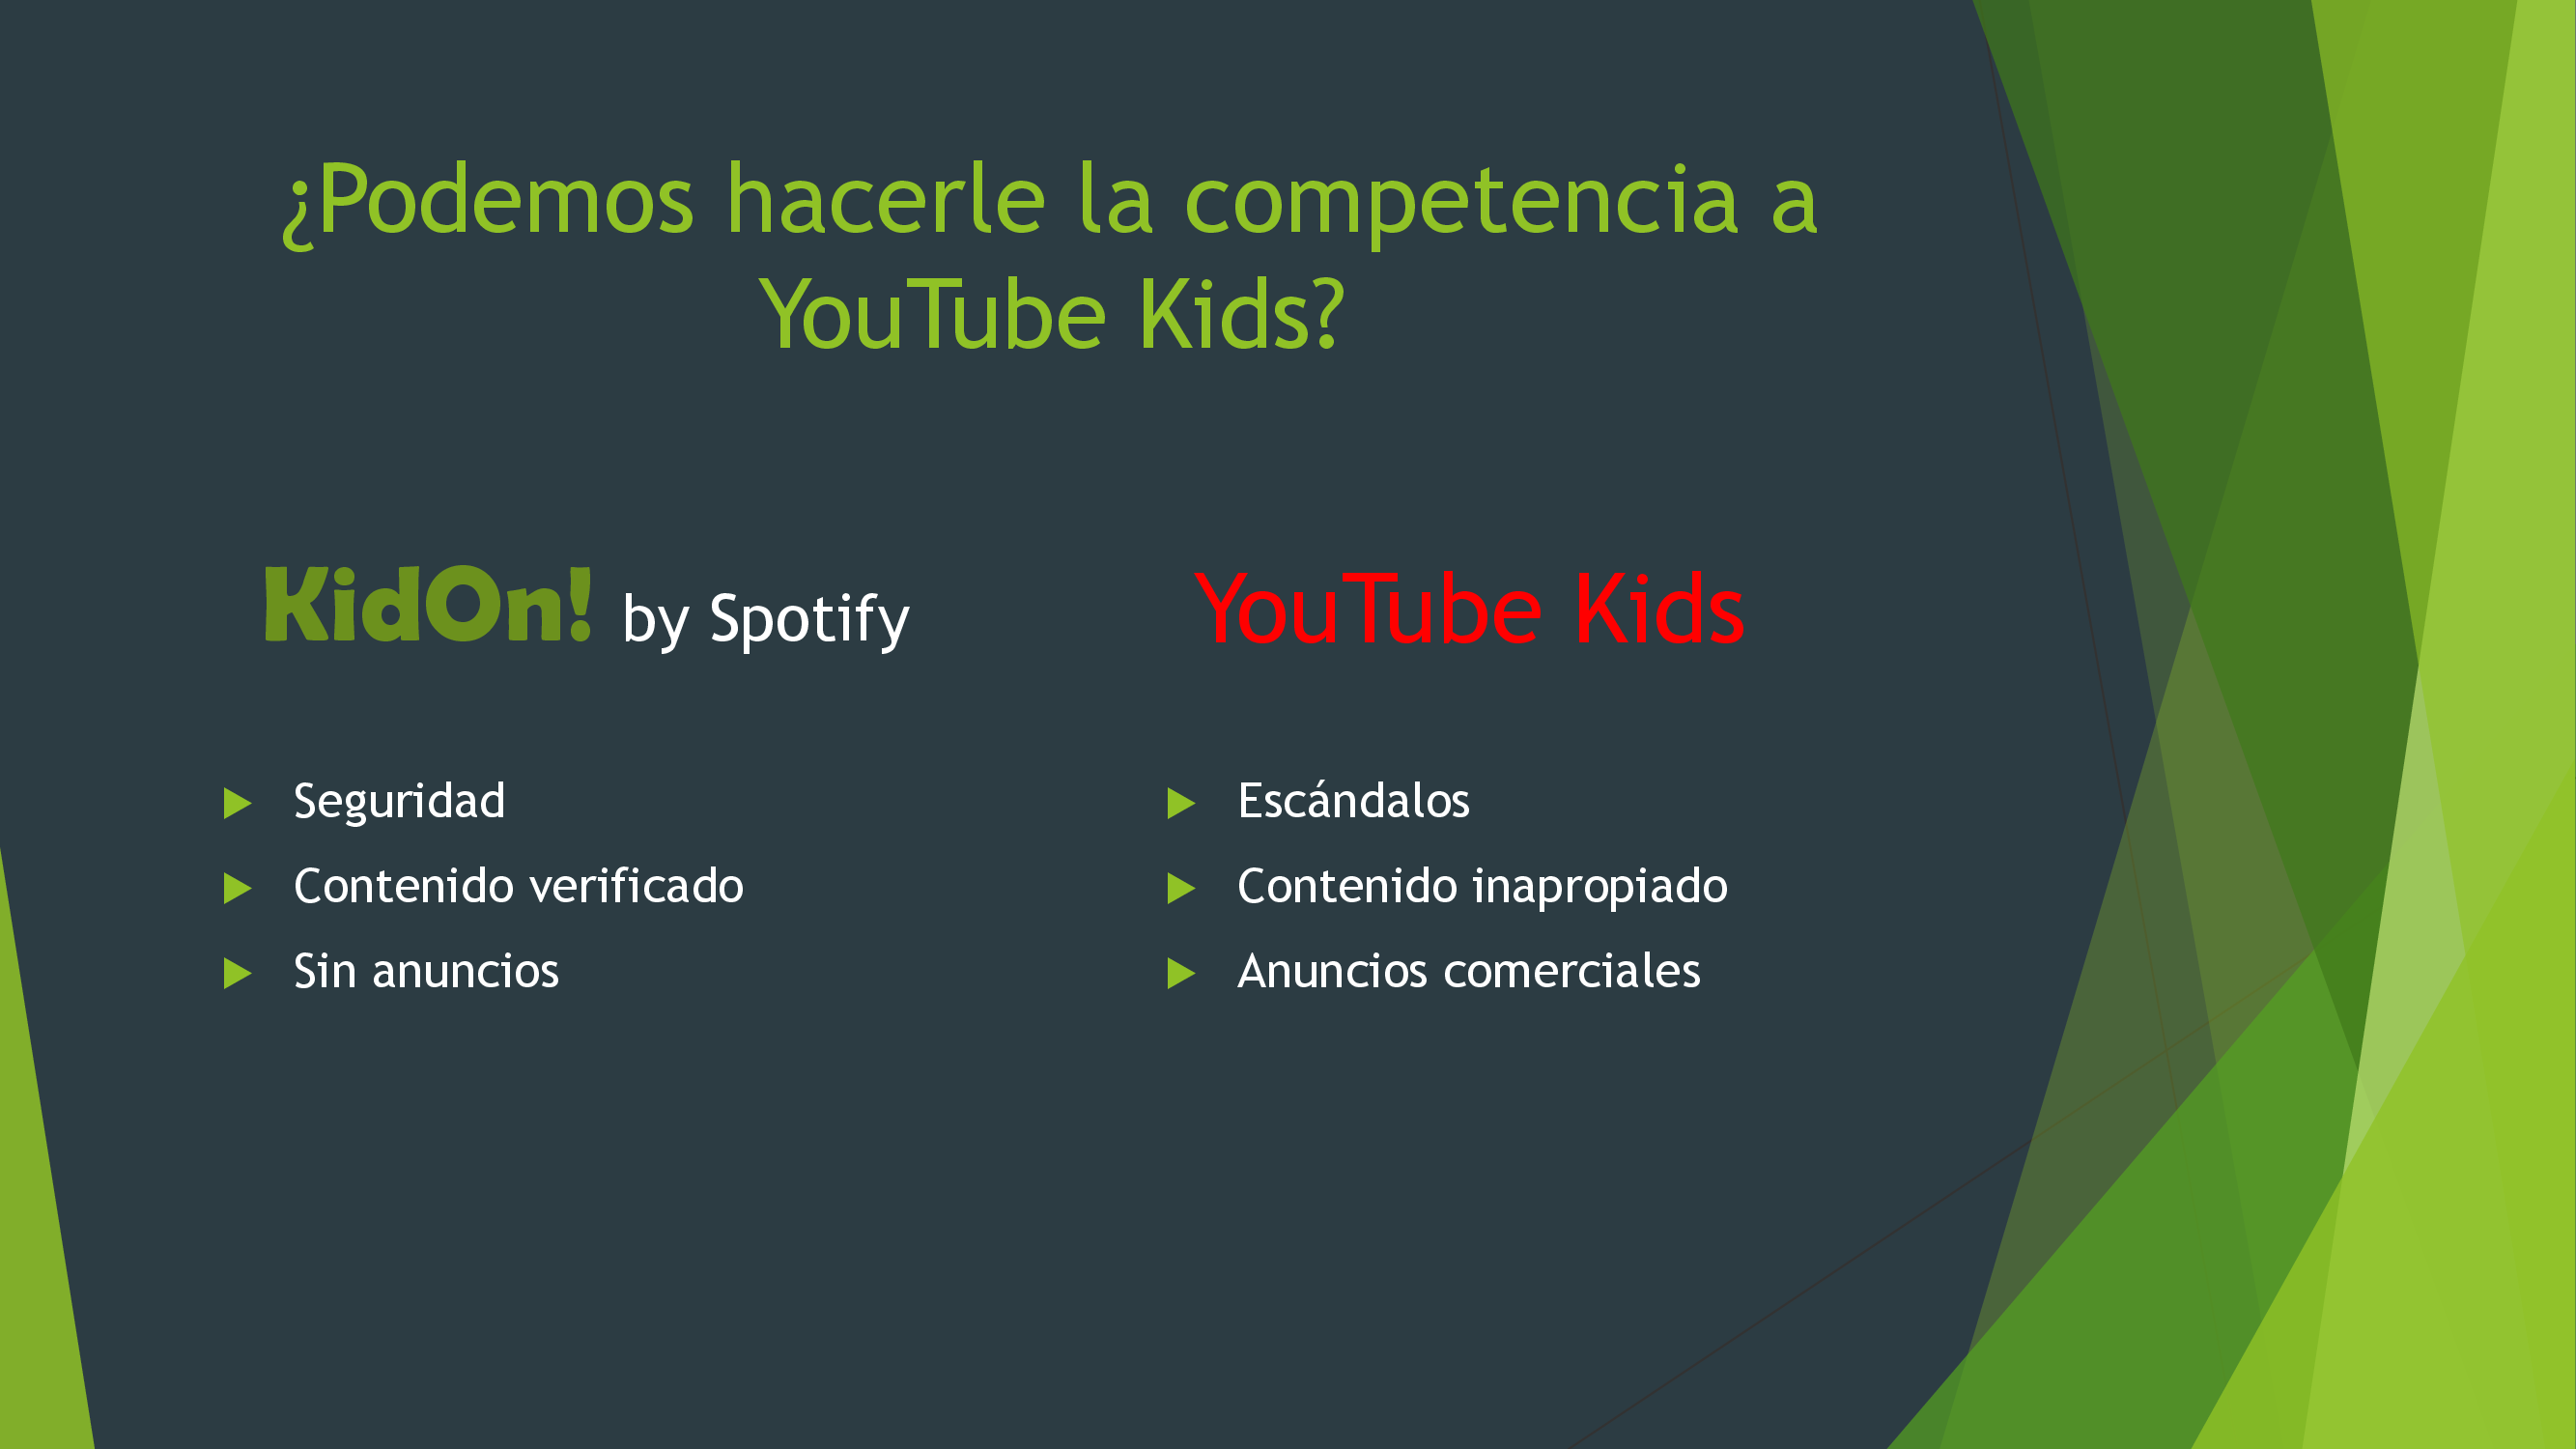 ¿Podemos hacerle la competencia a
YouTube Kids?
KidOn! by Spotify
Seguridad
Contenido verificado
Sin anuncios
YouTube Kids
Escándalos
Contenido inapropiado
Anuncios comerciales